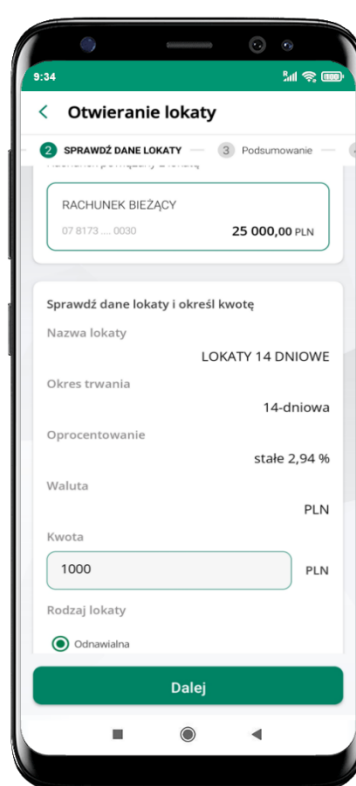 9:34
Otwieranie lokaty
2 SPRAWDŹ DANE LOKATY
3 Podsumowanie
RACHUNEK BIEŻĄCY
07 8173 ... 0030
25 000,00 PLN
Sprawdź dane lokaty i określ kwotę
Nazwa lokaty
LOKATY 14 DNIOWE
Okres trwania
14-dniowa
Oprocentowanie
stałe 2,94 %
Waluta
PLN
Kwota
1000 PLN
Rodzaj lokaty
Odnawialna
Dalej